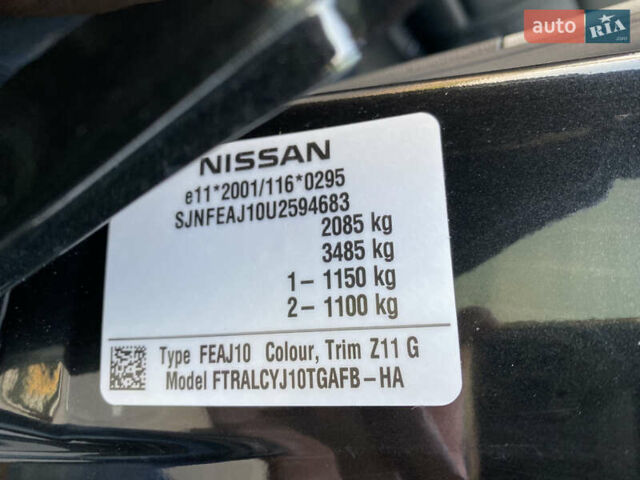 auto RIA.com
NISSAN
e11*2001/116*0295
SJNFEAJ10U2594683
2085 kg
3485 kg
1 – 1150 kg
2 – 1100 kg
Type FEAJ10 Colour, Trim Z11 G
Model FTRALCYJ10TGAFB – HA